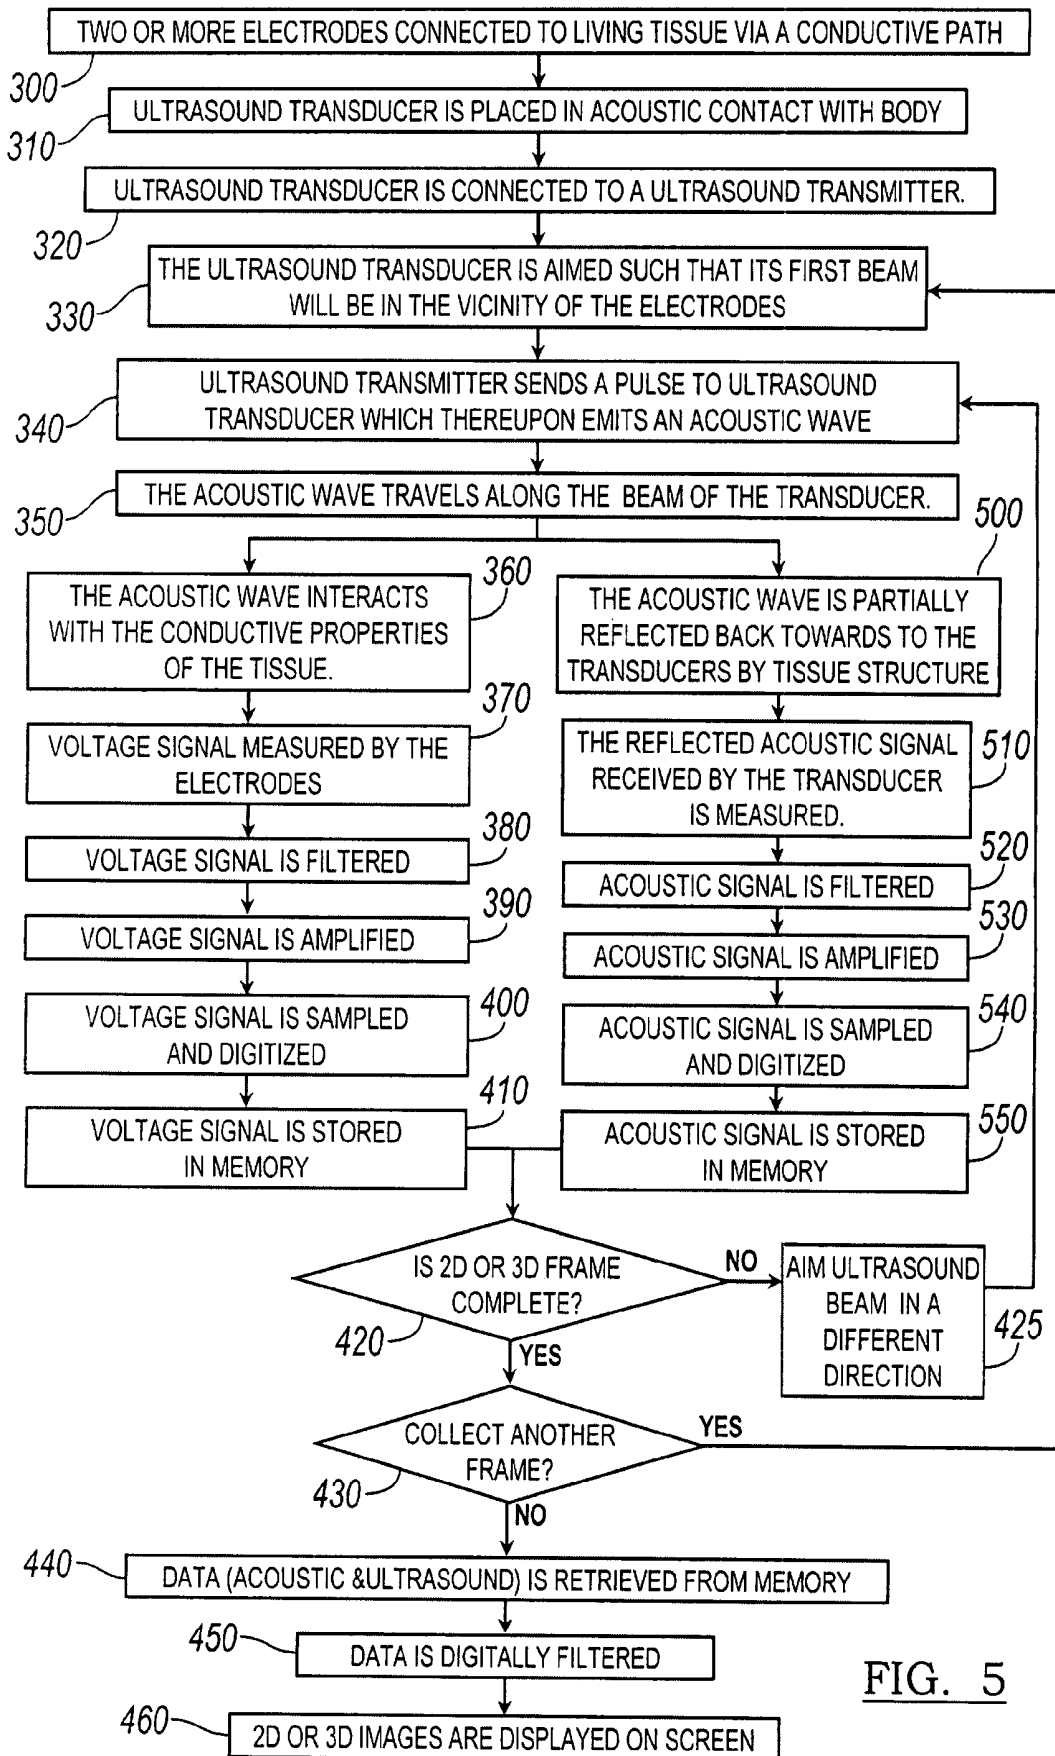 TWO OR MORE ELECTRODES CONNECTED TO LIVING TISSUE VIA A CONDUCTIVE PATH
300
ULTRASOUND TRANSDUCER IS PLACED IN ACOUSTIC CONTACT WITH BODY
310
ULTRASOUND TRANSDUCER IS CONNECTED TO A ULTRASOUND TRANSMITTER.
320
THE ULTRASOUND TRANSDUCER IS AIMED SUCH THAT ITS FIRST BEAM
WILL BE IN THE VICINITY OF THE ELECTRODES
330
ULTRASOUND TRANSMITTER SENDS A PULSE TO ULTRASOUND
TRANSDUCER WHICH THEREUPON EMITS AN ACOUSTIC WAVE
340
THE ACOUSTIC WAVE TRAVELS ALONG THE BEAM OF THE TRANSDUCER.
350
360
THE ACOUSTIC WAVE INTERACTS
WITH THE CONDUCTIVE PROPERTIES
OF THE TISSUE.
370
VOLTAGE SIGNAL MEASURED BY THE
ELECTRODES
380
VOLTAGE SIGNAL IS FILTERED
390
VOLTAGE SIGNAL IS AMPLIFIED
400
VOLTAGE SIGNAL IS SAMPLED
AND DIGITIZED
410
VOLTAGE SIGNAL IS STORED
IN MEMORY
500
THE ACOUSTIC WAVE IS PARTIALLY
REFLECTED BACK TOWARDS TO THE
TRANSDUCERS BY TISSUE STRUCTURE
THE REFLECTED ACOUSTIC SIGNAL
RECEIVED BY THE TRANSDUCER
IS MEASURED.
510
520
ACOUSTIC SIGNAL IS FILTERED
530
ACOUSTIC SIGNAL IS AMPLIFIED
540
ACOUSTIC SIGNAL IS SAMPLED
AND DIGITIZED
550
ACOUSTIC SIGNAL IS STORED
IN MEMORY
IS 2D OR 3D FRAME
COMPLETE?
420
NO
AIM ULTRASOUND
BEAM IN A
DIFFERENT
DIRECTION
425
YES
COLLECT ANOTHER
FRAME?
430
YES
NO
440
DATA (ACOUSTIC &ULTRASOUND) IS RETRIEVED FROM MEMORY
450
DATA IS DIGITALLY FILTERED
460
2D OR 3D IMAGES ARE DISPLAYED ON SCREEN
FIG. 5